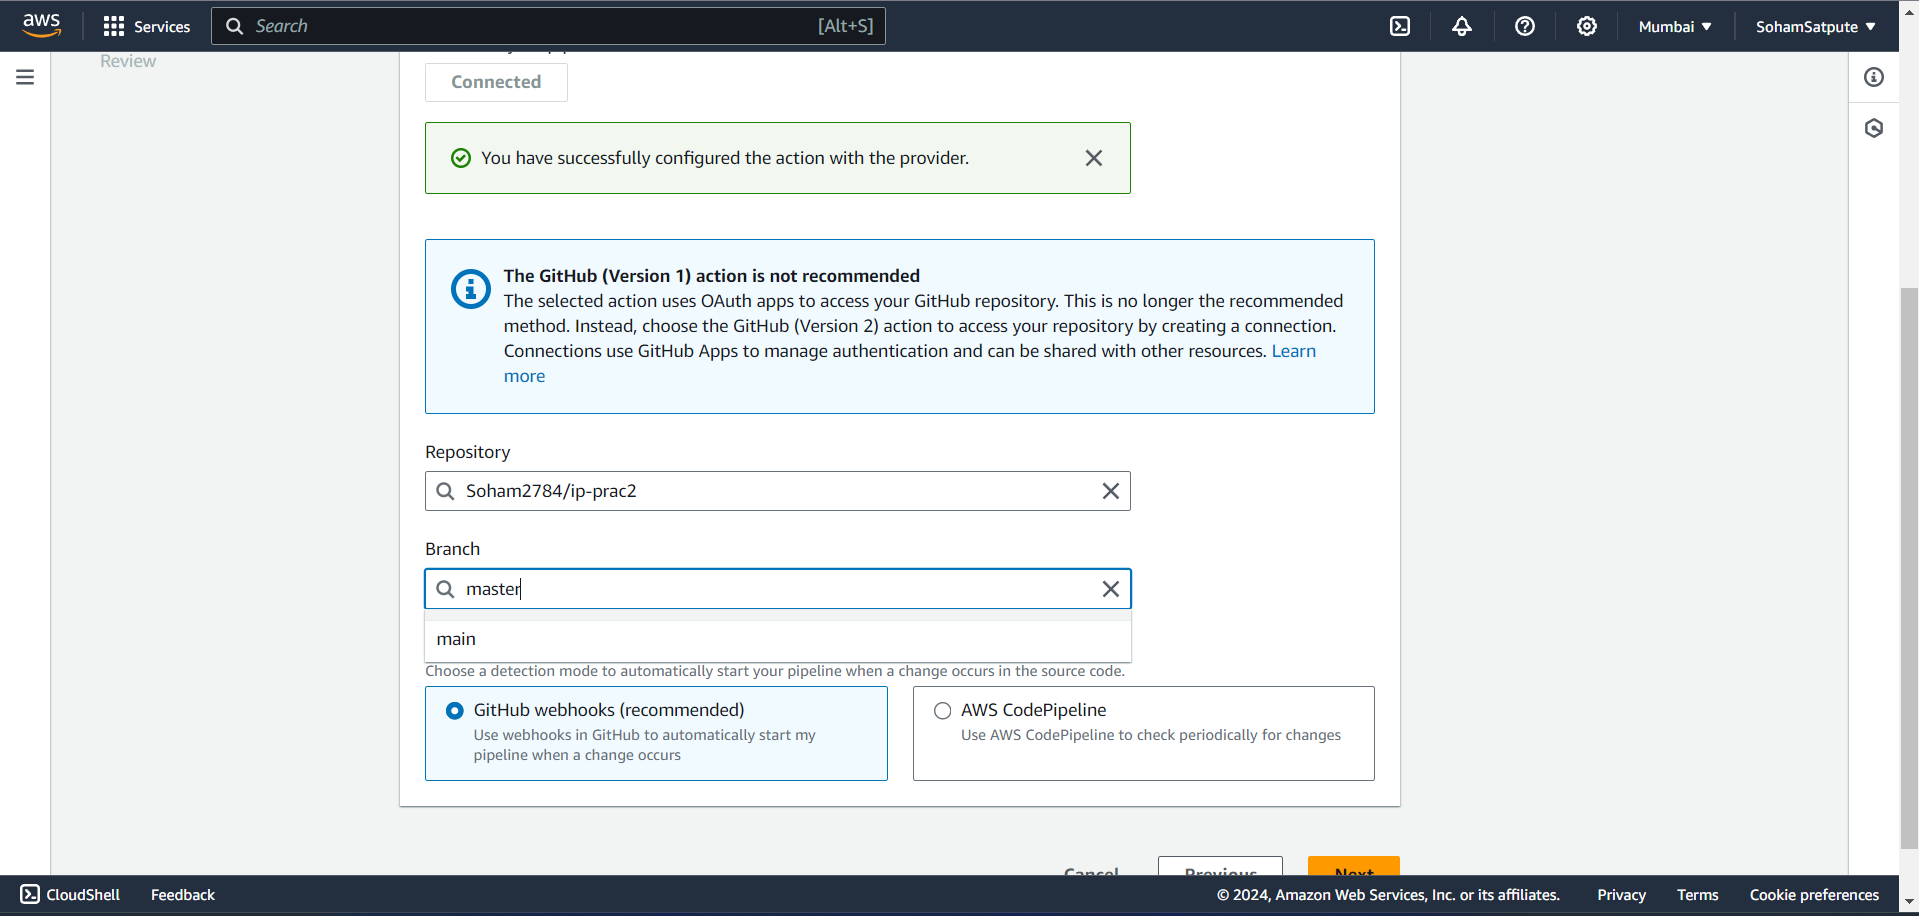 aws
Services
Search
[Alt+S]
Mumbai
SohamSatpute
Review
Connected
You have successfully configured the action with the provider.
The GitHub (Version 1) action is not recommended
The selected action uses OAuth apps to access your GitHub repository. This is no longer the recommended
method. Instead, choose the GitHub (Version 2) action to access your repository by creating a connection.
Connections use GitHub Apps to manage authentication and can be shared with other resources. Learn
more
Repository
Soham2784/ip-prac2
Branch
master
main
Choose a detection mode to automatically start your pipeline when a change occurs in the source code.
GitHub webhooks (recommended)
Use webhooks in GitHub to automatically start my
pipeline when a change occurs
AWS CodePipeline
Use AWS CodePipeline to check periodically for changes
Cancel
Previous
Next
CloudShell
Feedback
© 2024, Amazon Web Services, Inc. or its affiliates.
Privacy
Terms
Cookie preferences